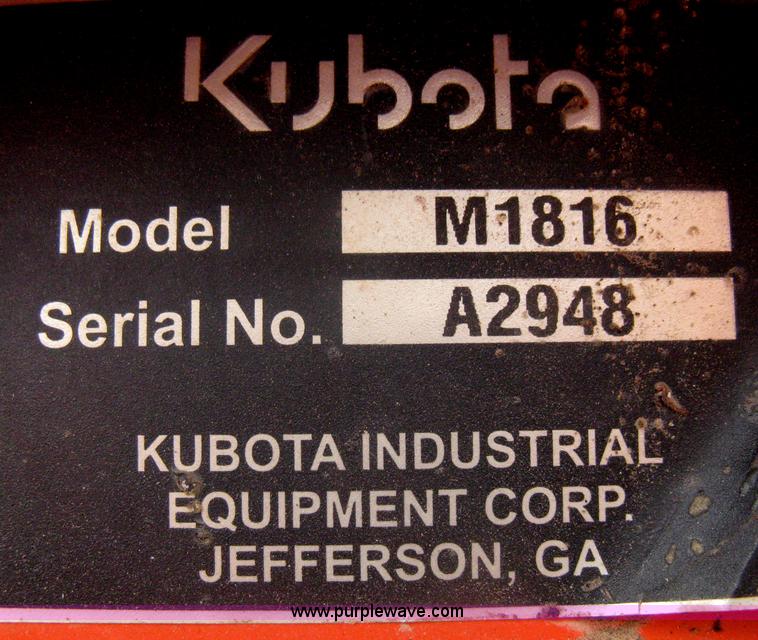 Kubota
Model M1816
Serial No. A2948
KUBOTA INDUSTRIAL
EQUIPMENT CORP.
JEFFERSON, GA
www.purplewave.com